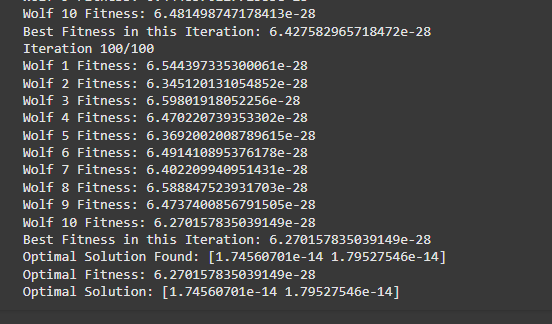 Wolf 10 Fitness: 6.481498747178413e-28
Best Fitness in this Iteration: 6.427582965718472e-28
Iteration 100/100
Wolf 1 Fitness: 6.544397335300061e-28
Wolf 2 Fitness: 6.345120131054852e-28
Wolf 3 Fitness: 6.59801918052256e-28
Wolf 4 Fitness: 6.470220739353302e-28
Wolf 5 Fitness: 6.3692002008789615e-28
Wolf 6 Fitness: 6.491410895376178e-28
Wolf 7 Fitness: 6.402209940951431e-28
Wolf 8 Fitness: 6.588847523931703e-28
Wolf 9 Fitness: 6.4737400856791505e-28
Wolf 10 Fitness: 6.270157835039149e-28
Best Fitness in this Iteration: 6.270157835039149e-28
Optimal Solution Found: [1.74560701e-14 1.79527546e-14]
Optimal Fitness: 6.270157835039149e-28
Optimal Solution: [1.74560701e-14 1.79527546e-14]